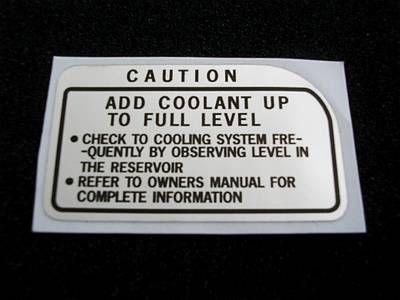 CAUTION
ADD COOLANT UP
TO FULL LEVEL
• CHECK TO COOLING SYSTEM FRE-
-QUENTLY BY OBSERVING LEVEL IN
THE RESERVOIR
• REFER TO OWNERS MANUAL FOR
COMPLETE INFORMATION